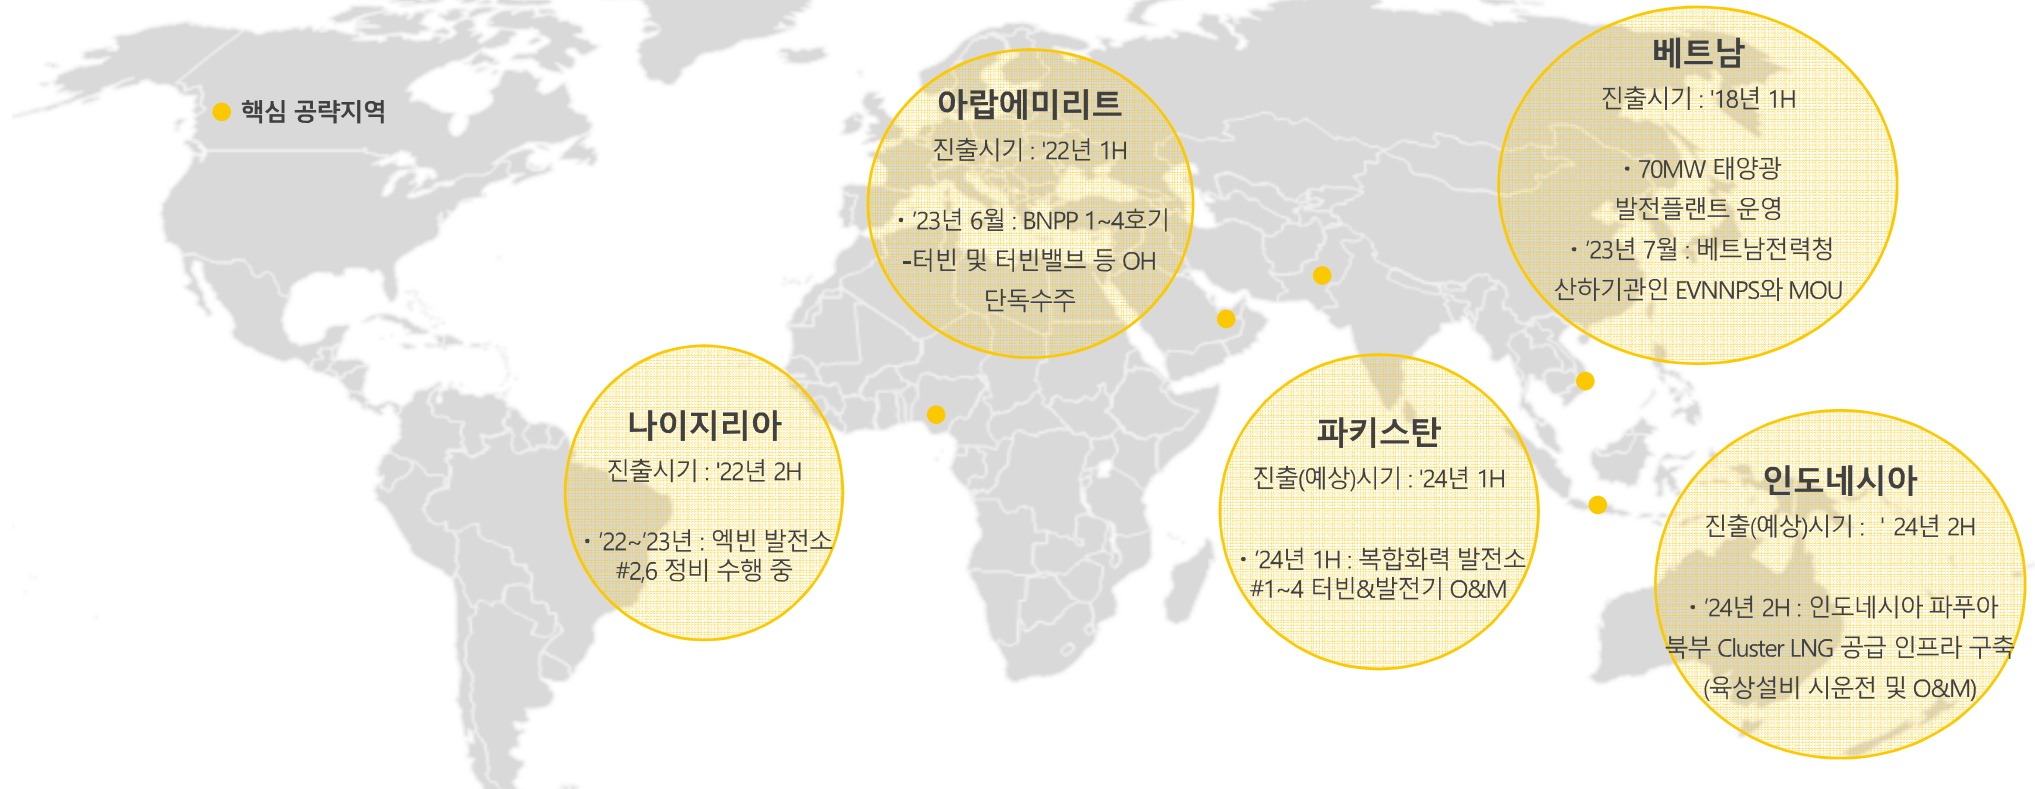 핵심 공략지역
아랍에미리트
진출시기 : '22년 1H
• ‘23년 6월 : BNPP 1~4호기
-터빈 및 터빈밸브 등 OH
단독수주
베트남
진출시기 : '18년 1H
• 70MW 태양광
발전플랜트 운영
• ‘23년 7월 : 베트남전력청
산하기관인 EVNNPS와 MOU
나이지리아
진출시기 : '22년 2H
• ‘22~’23년 : 엑빈 발전소
#2,6 정비 수행 중
파키스탄
진출(예상)시기 : '24년 1H
• ‘24년 1H : 복합화력 발전소
#1~4 터빈&발전기 O&M
인도네시아
진출(예상)시기 : ' 24년 2H
• ‘24년 2H : 인도네시아 파푸아
북부 Cluster LNG 공급 인프라 구축
(육상설비 시운전 및 O&M)